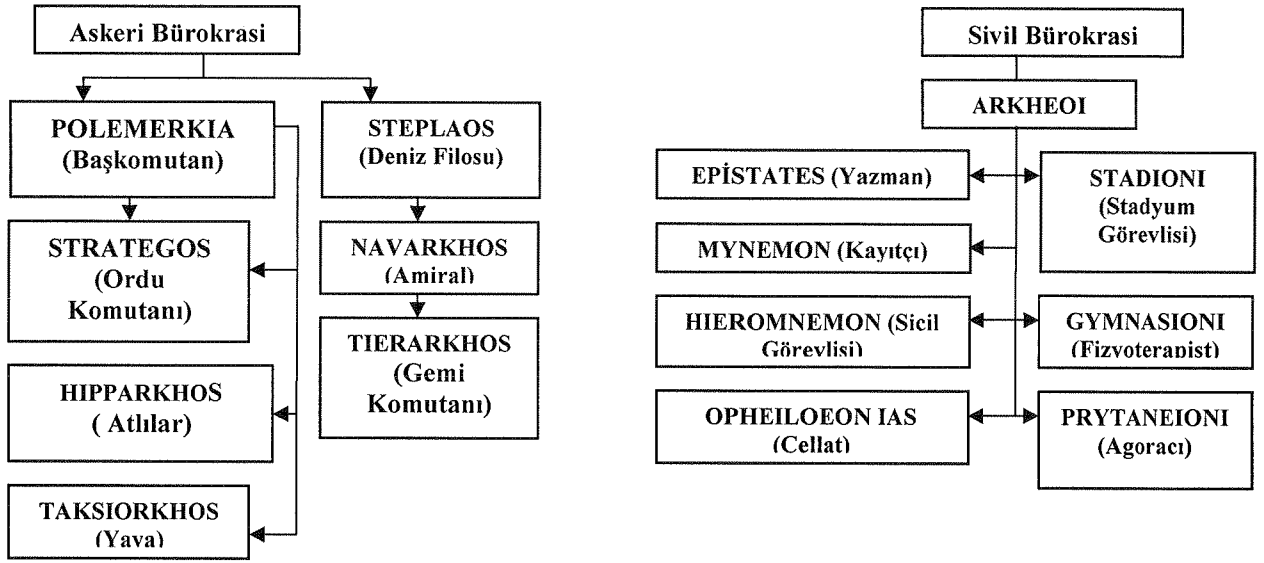 Askeri Bürokrasi
POLEMERKIA
(Başkomutan)
STRATEGOS
(Ordu
Komutanı)
HIPPARKHOS
( Atlılar)
TAKSIORKHOS
(Yaya)
STEPLAOS
(Deniz Filosu)
NAVARKHOS
(Amiral)
TIERARKHOS
(Gemi
Komutanı)
Sivil Bürokrasi
ARKHEOI
EPİSTATES (Yazman)
MYNEMON (Kayıtçı)
HIEROMNEMON (Sicil
Görevlisi)
OPHEILOEON IAS
(Cellat)
STADIONI
(Stadyum
Görevlisi)
GYMNASIONI
(Fizyoterapist)
PRYTANEIONI
(Agoracı)